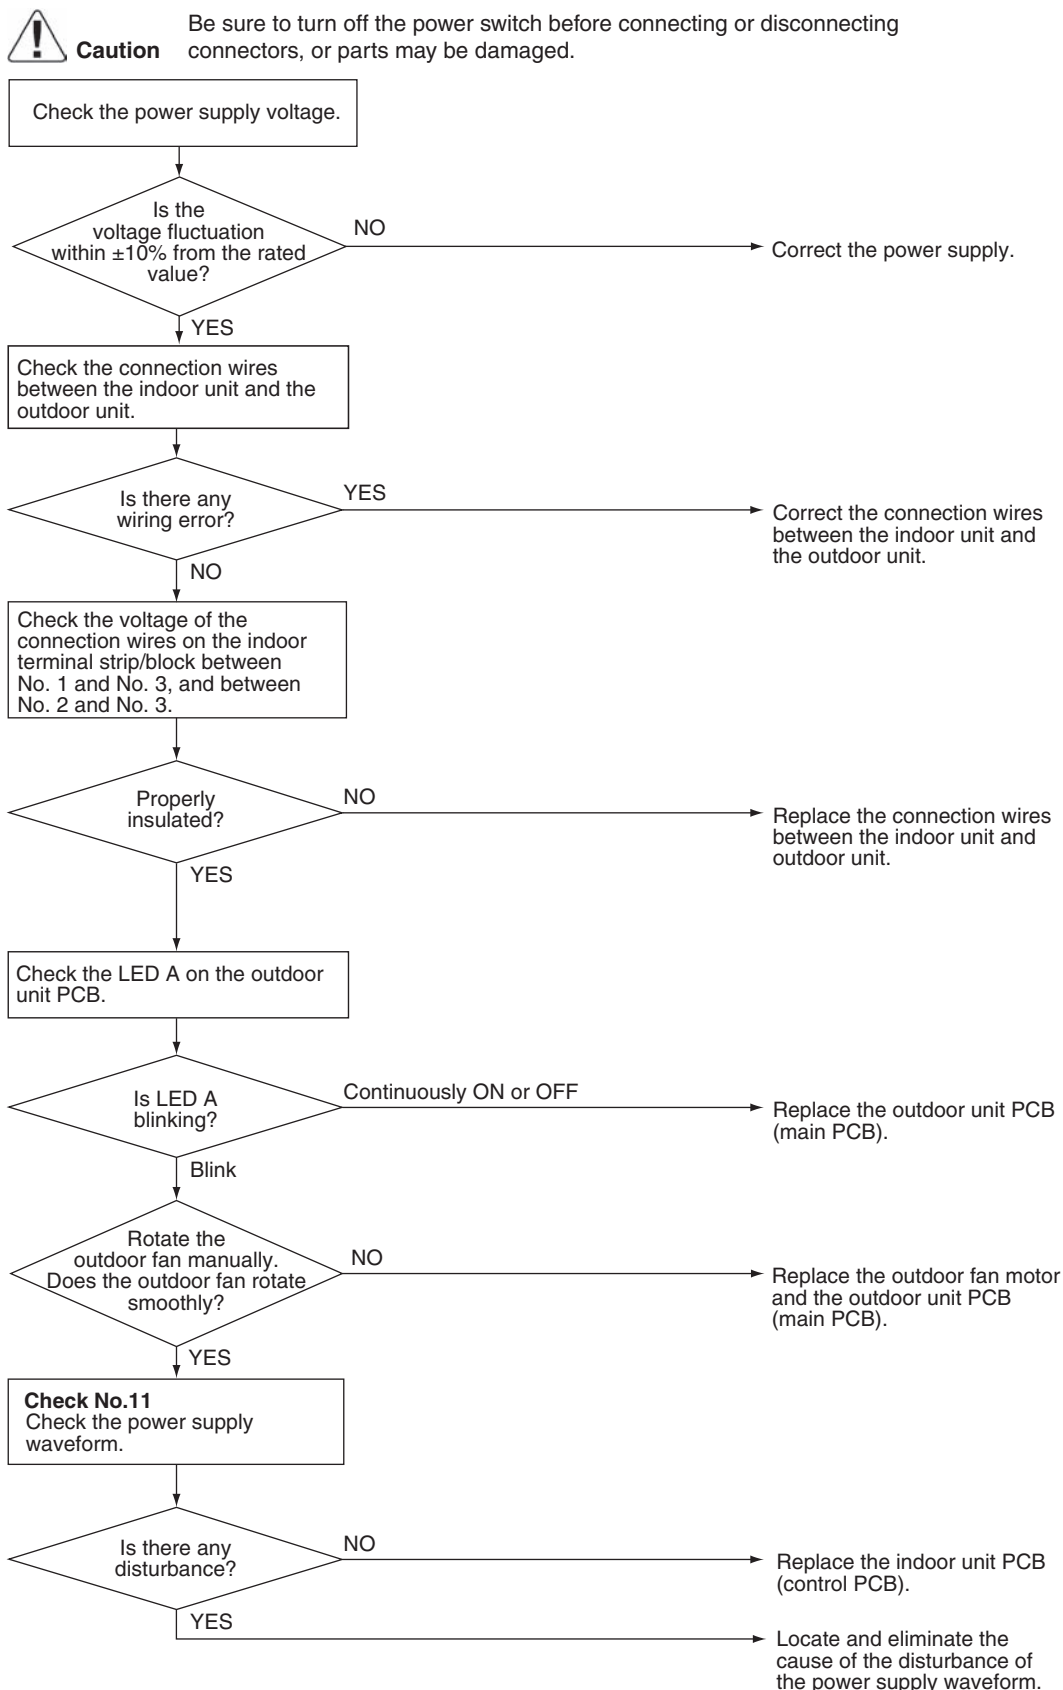 Be sure to turn off the power switch before connecting or disconnecting
Caution connectors, or parts may be damaged.
Check the power supply voltage.
Is the
voltage fluctuation
within ±10% from the rated
value?
NO
Correct the power supply.
YES
Check the connection wires
between the indoor unit and the
outdoor unit.
Is there any
wiring error?
YES
Correct the connection wires
between the indoor unit and
the outdoor unit.
NO
Check the voltage of the
connection wires on the indoor
terminal strip/block between
No. 1 and No. 3, and between
No. 2 and No. 3.
Properly
insulated?
NO
Replace the connection wires
between the indoor unit and
outdoor unit.
YES
Check the LED A on the outdoor
unit PCB.
Is LED A
blinking?
Continuously ON or OFF
Replace the outdoor unit PCB
(main PCB).
Blink
Rotate the
outdoor fan manually.
Does the outdoor fan rotate
smoothly?
NO
Replace the outdoor fan motor
and the outdoor unit PCB
(main PCB).
YES
Check No.11
Check the power supply
waveform.
Is there any
disturbance?
NO
Replace the indoor unit PCB
(control PCB).
YES
Locate and eliminate the
cause of the disturbance of
the power supply waveform.